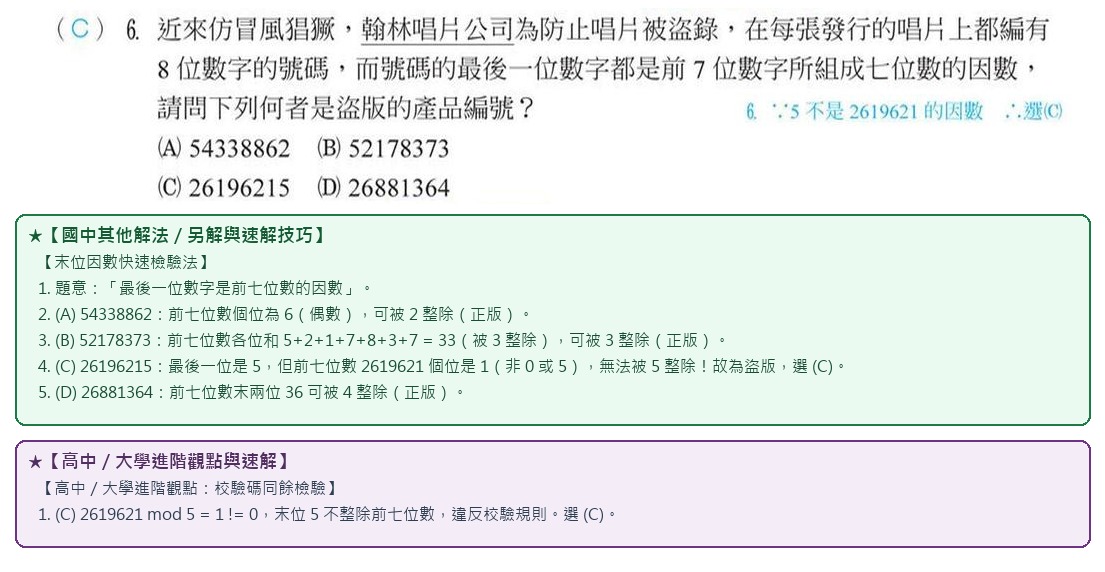 (C) 6. 近來仿冒風猖獗，翰林唱片公司為防止唱片被盜錄，在每張發行的唱片上都編有
8 位數字的號碼，而號碼的最後一位數字都是前 7 位數字所組成七位數的因數，
請問下列何者是盜版的產品編號？ 6. ∵5 不是 2619621 的因數 ∴選(C)
(A) 54338862 (B) 52178373
(C) 26196215 (D) 26881364
★【國中其他解法 / 另解與速解技巧】
【末位因數快速檢驗法】
1. 題意：「最後一位數字是前七位數的因數」。
2. (A) 54338862：前七位數個位為 6（偶數），可被 2 整除（正版）。
3. (B) 52178373：前七位數各位和 5+2+1+7+8+3+7 = 33（被 3 整除），可被 3 整除（正版）。
4. (C) 26196215：最後一位是 5，但前七位數 2619621 個位是 1（非 0 或 5），無法被 5 整除！故為盜版，選 (C)。
5. (D) 26881364：前七位數末兩位 36 可被 4 整除（正版）。
★【高中 / 大學進階觀點與速解】
【高中 / 大學進階觀點：校驗碼同餘檢驗】
1. (C) 2619621 mod 5 = 1 != 0，末位 5 不整除前七位數，違反校驗規則。選 (C)。